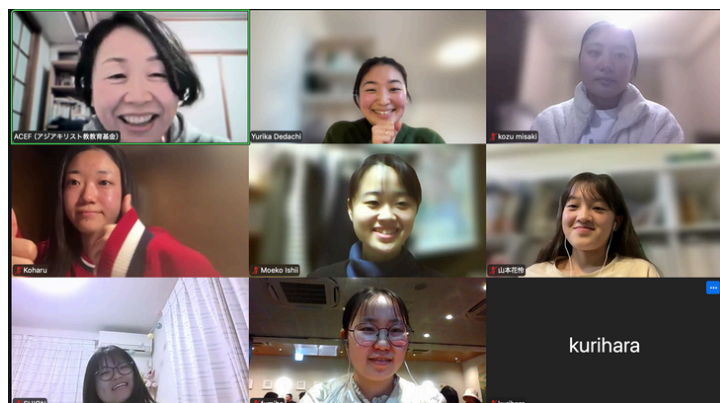 ACEF (アジアキリスト教教育基金)
Yurika Dedachi
kozu misaki
Koharu
Moeko Ishii
山本花怜
kurihara